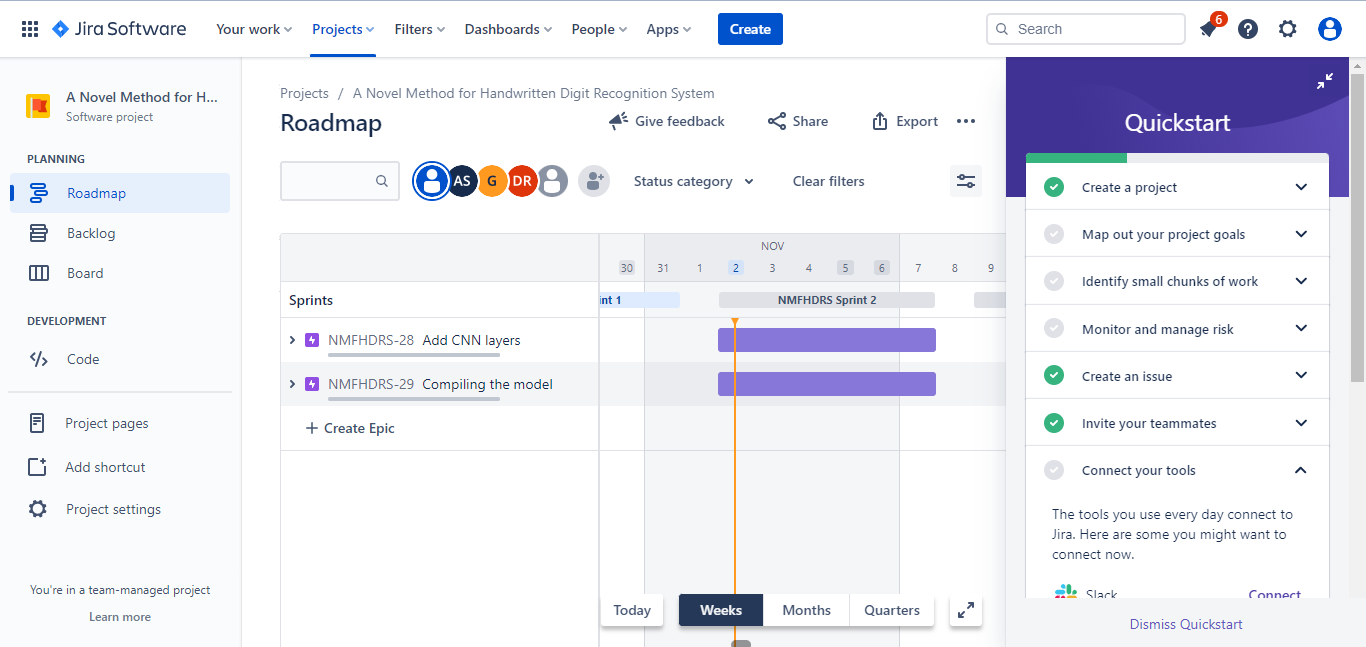 Jira Software
Your work
Projects
Filters
Dashboards
People
Apps
Create
Search
6
A Novel Method for H...
Software project
PLANNING
Roadmap
Backlog
Board
DEVELOPMENT
Code
Project pages
Add shortcut
Project settings
You're in a team-managed project
Learn more
Projects / A Novel Method for Handwritten Digit Recognition System
Roadmap
Give feedback
Share
Export
AS
G
DR
Status category
Clear filters
NOV
30 31 1 2 3 4 5 6 7 8 9
Sprints
int 1
NMFHDRS Sprint 2
NMFHDRS-28 Add CNN layers
NMFHDRS-29 Compiling the model
+ Create Epic
Today
Weeks
Months
Quarters
Quickstart
Create a project
Map out your project goals
Identify small chunks of work
Monitor and manage risk
Create an issue
Invite your teammates
Connect your tools
The tools you use every day connect to
Jira. Here are some you might want to
connect now.
Slack
Connect
Dismiss Quickstart